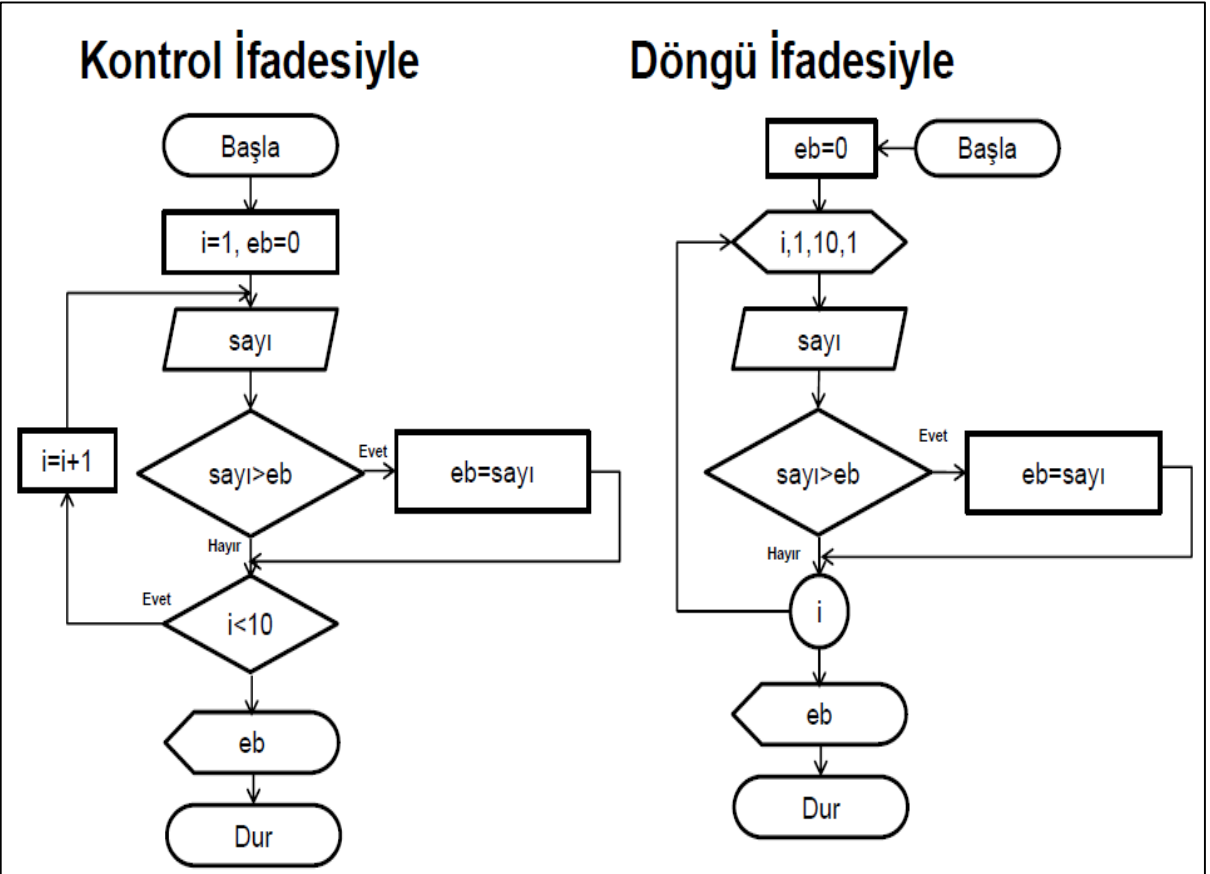 Kontrol İfadesiyle
Başla
i=1, eb=0
sayı
i=i+1
sayı>eb
Evet
eb=sayı
Hayır
Evet
i<10
eb
Dur
Döngü İfadesiyle
eb=0
Başla
i,1,10,1
sayı
sayı>eb
Evet
eb=sayı
Hayır
i
eb
Dur